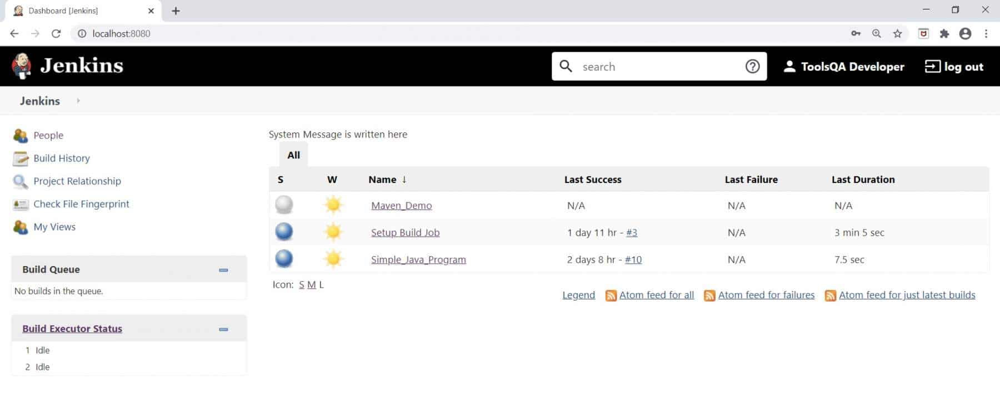 Dashboard [Jenkins]
localhost:8080
Jenkins
search
ToolsQA Developer
log out
Jenkins
People
Build History
Project Relationship
Check File Fingerprint
My Views
Build Queue
No builds in the queue.
Build Executor Status
1 Idle
2 Idle
System Message is written here
All
S W Name ↓ Last Success Last Failure Last Duration
Maven_Demo N/A N/A N/A
Setup Build Job 1 day 11 hr - #3 N/A 3 min 5 sec
Simple_Java_Program 2 days 8 hr - #10 N/A 7.5 sec
Icon: S M L
Legend Atom feed for all Atom feed for failures Atom feed for just latest builds